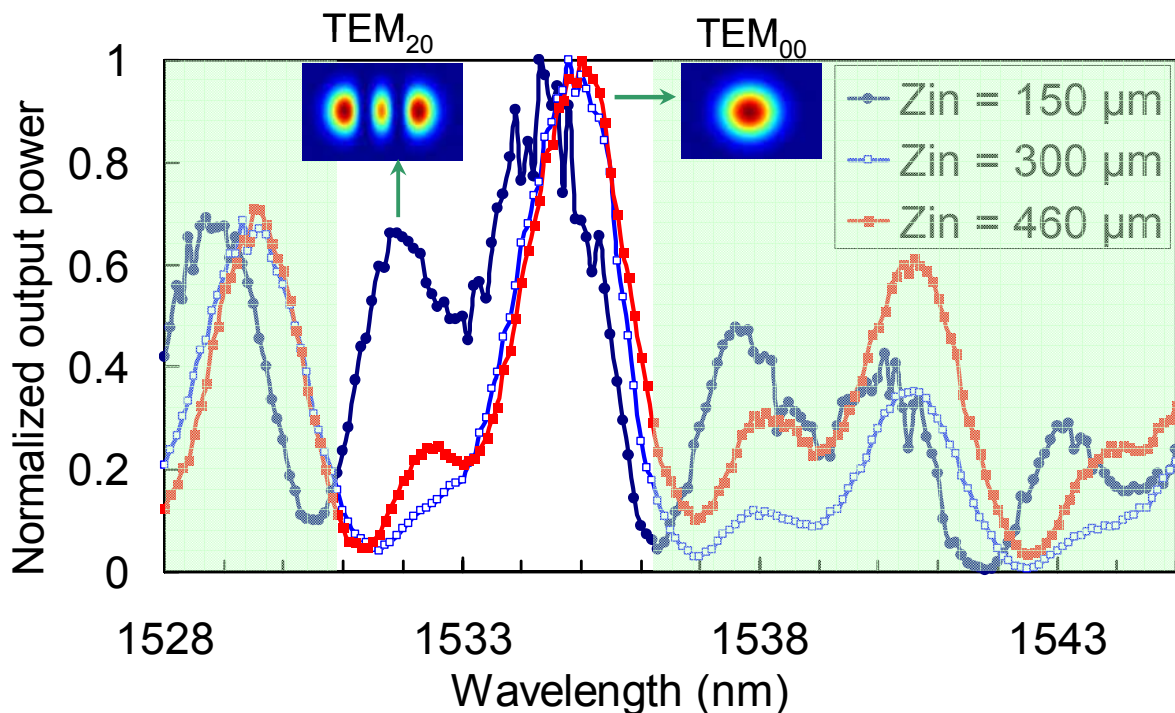 TEM20
TEM00
Zin = 150 µm
Zin = 300 µm
Zin = 460 µm
1
0.8
0.6
0.4
0.2
0
Normalized output power
1528
1533
1538
1543
Wavelength (nm)